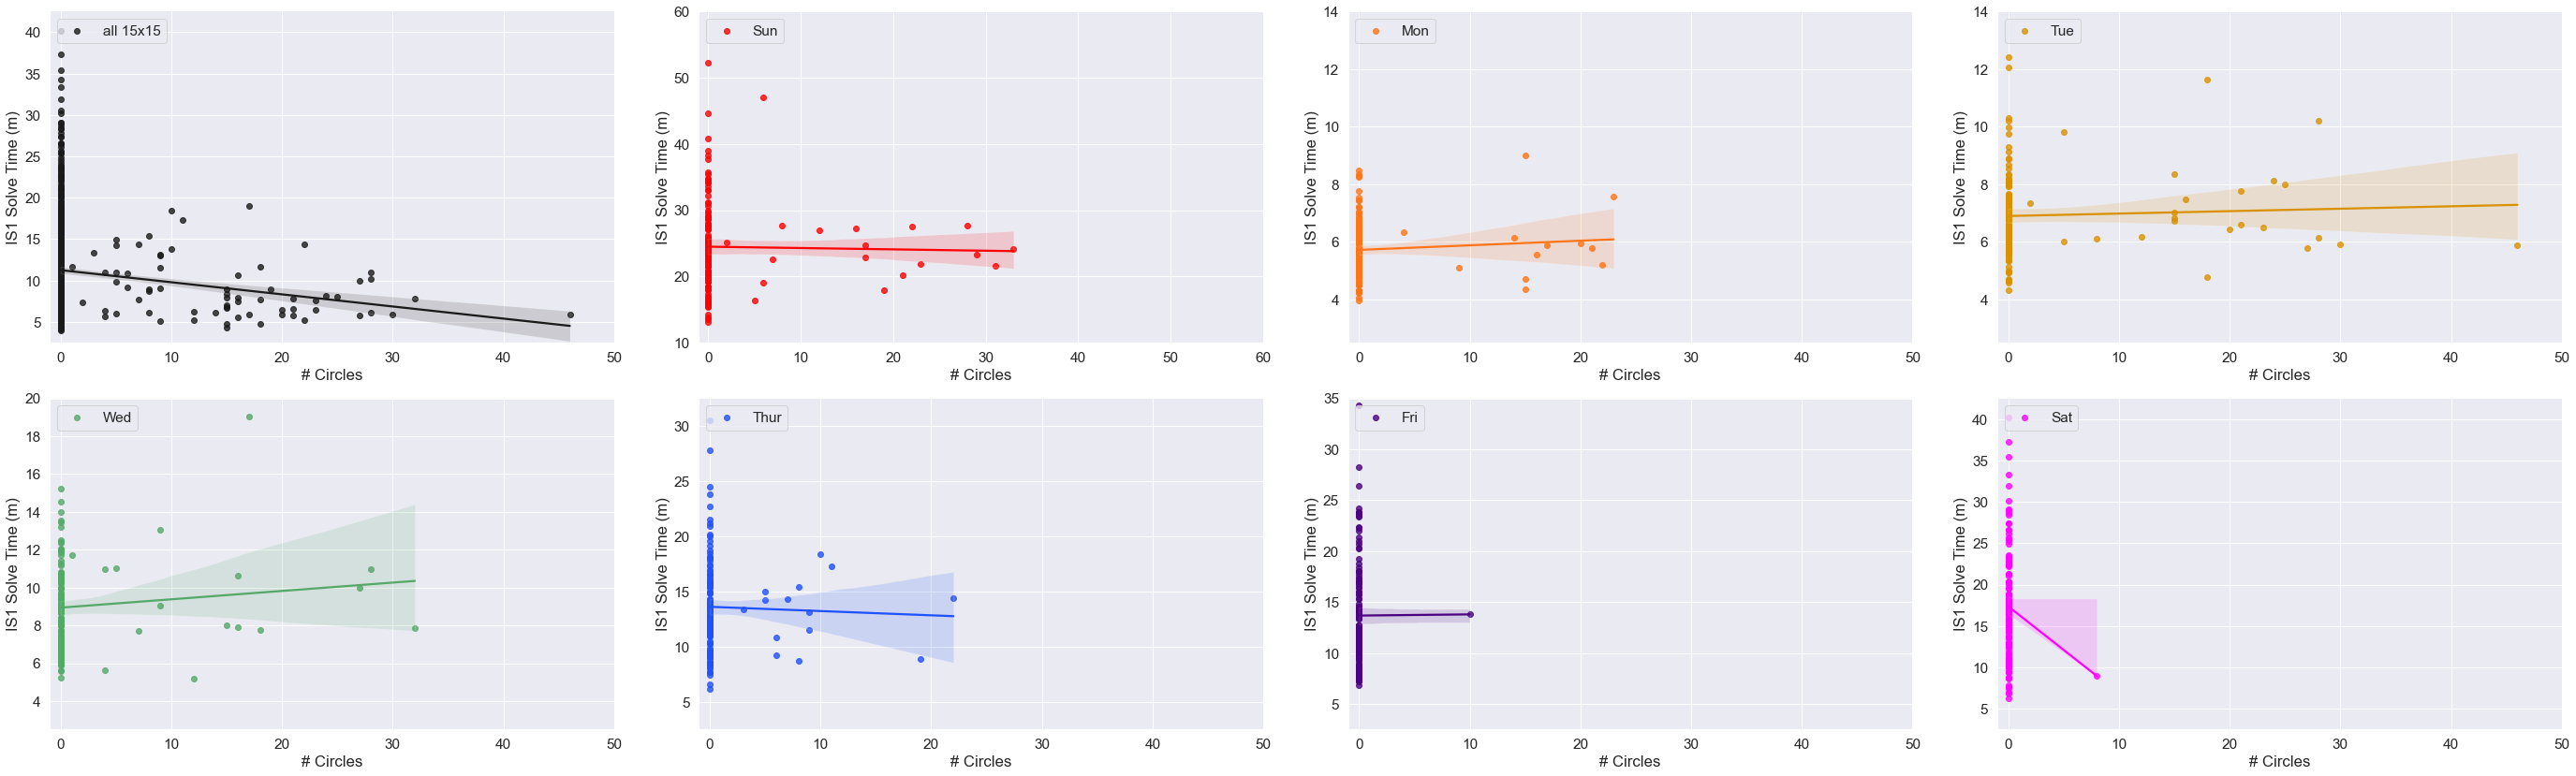 all 15x15
IS1 Solve Time (m)
40
35
30
25
20
15
10
5
0 10 20 30 40 50
# Circles
Sun
IS1 Solve Time (m)
60
50
40
30
20
10
0 10 20 30 40 50 60
# Circles
Mon
IS1 Solve Time (m)
14
12
10
8
6
4
0 10 20 30 40 50
# Circles
Tue
IS1 Solve Time (m)
14
12
10
8
6
4
0 10 20 30 40 50
# Circles
Wed
IS1 Solve Time (m)
20
18
16
14
12
10
8
6
4
0 10 20 30 40 50
# Circles
Thur
IS1 Solve Time (m)
30
25
20
15
10
5
0 10 20 30 40 50
# Circles
Fri
IS1 Solve Time (m)
35
30
25
20
15
10
5
0 10 20 30 40 50
# Circles
Sat
IS1 Solve Time (m)
40
35
30
25
20
15
10
5
0 10 20 30 40 50
# Circles